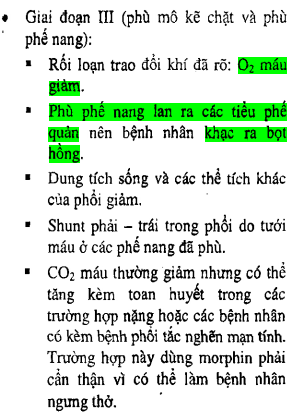 • Giai đoạn III (phù mô kẽ chặt và phù
phế nang):
▪ Rối loạn trao đổi khí đã rõ: O₂ máu
giảm.
▪ Phù phế nang lan ra các tiểu phế
quản nên bệnh nhân khạc ra bọt
hồng.
▪ Dung tích sống và các thể tích khác
của phổi giảm.
▪ Shunt phải – trái trong phổi do tưới
máu ở các phế nang đã phù.
▪ CO₂ máu thường giảm nhưng có thể
tăng kèm toan huyết trong các
trường hợp nặng hoặc các bệnh nhân
có kèm bệnh phổi tắc nghẽn mạn tính.
Trường hợp này dùng morphin phải
cẩn thận vì có thể làm bệnh nhân
ngưng thở.